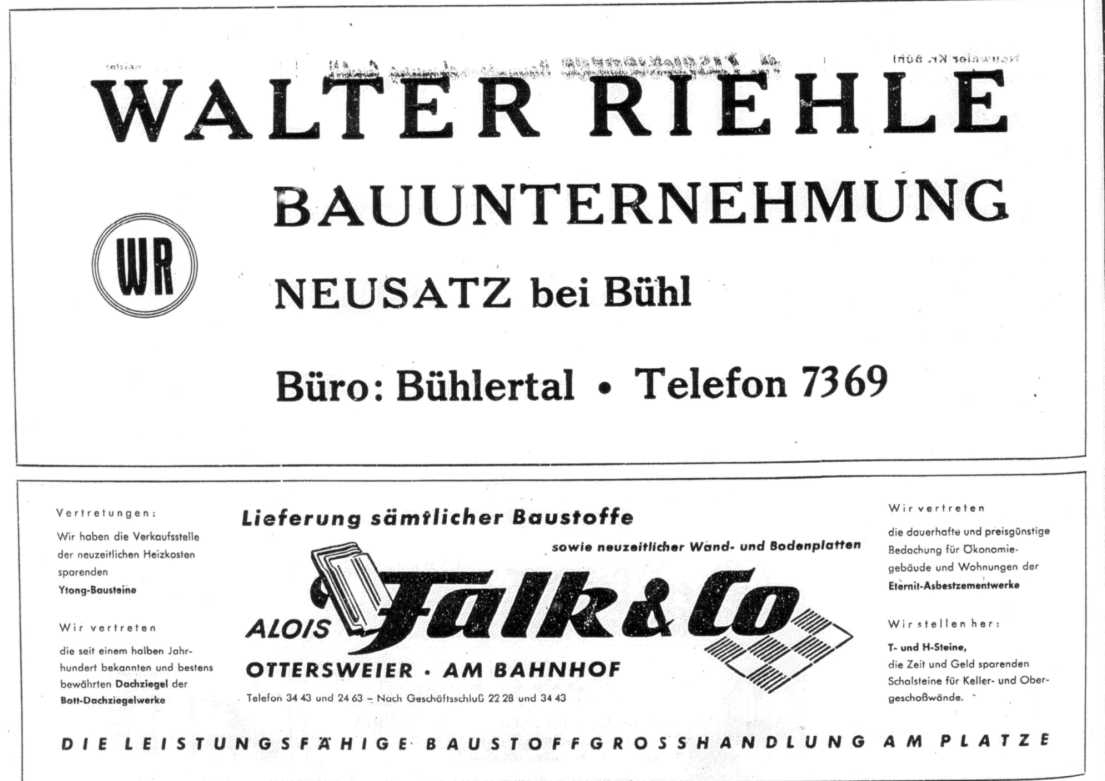 WALTER RIEHLE
BAUUNTERNEHMUNG
WR
NEUSATZ bei Bühl
Büro: Bühlertal • Telefon 7369
Vertretungen:
Wir haben die Verkaufsstelle
der neuzeitlichen Heizkosten
sparenden
Ytong-Bausteine
Wir vertreten
die seit einem halben Jahr-
hundert bekannten und bestens
bewährten Dachziegel der
Bott-Dachziegelwerke
Lieferung sämtlicher Baustoffe
sowie neuzeitlicher Wand- und Bodenplatten
ALOIS Falk & Co
OTTERSWEIER · AM BAHNHOF
Telefon 34 43 und 24 63 – Nach Geschäftsschluß 22 28 und 34 43
Wir vertreten
die dauerhafte und preisgünstige
Bedachung für Ökonomie-
gebäude und Wohnungen der
Eternit-Asbestzementwerke
Wir stellen her:
T- und H-Steine,
die Zeit und Geld sparenden
Schalsteine für Keller- und Ober-
geschoßwände.
DIE LEISTUNGSFÄHIGE BAUSTOFFGROSSHANDLUNG AM PLATZE